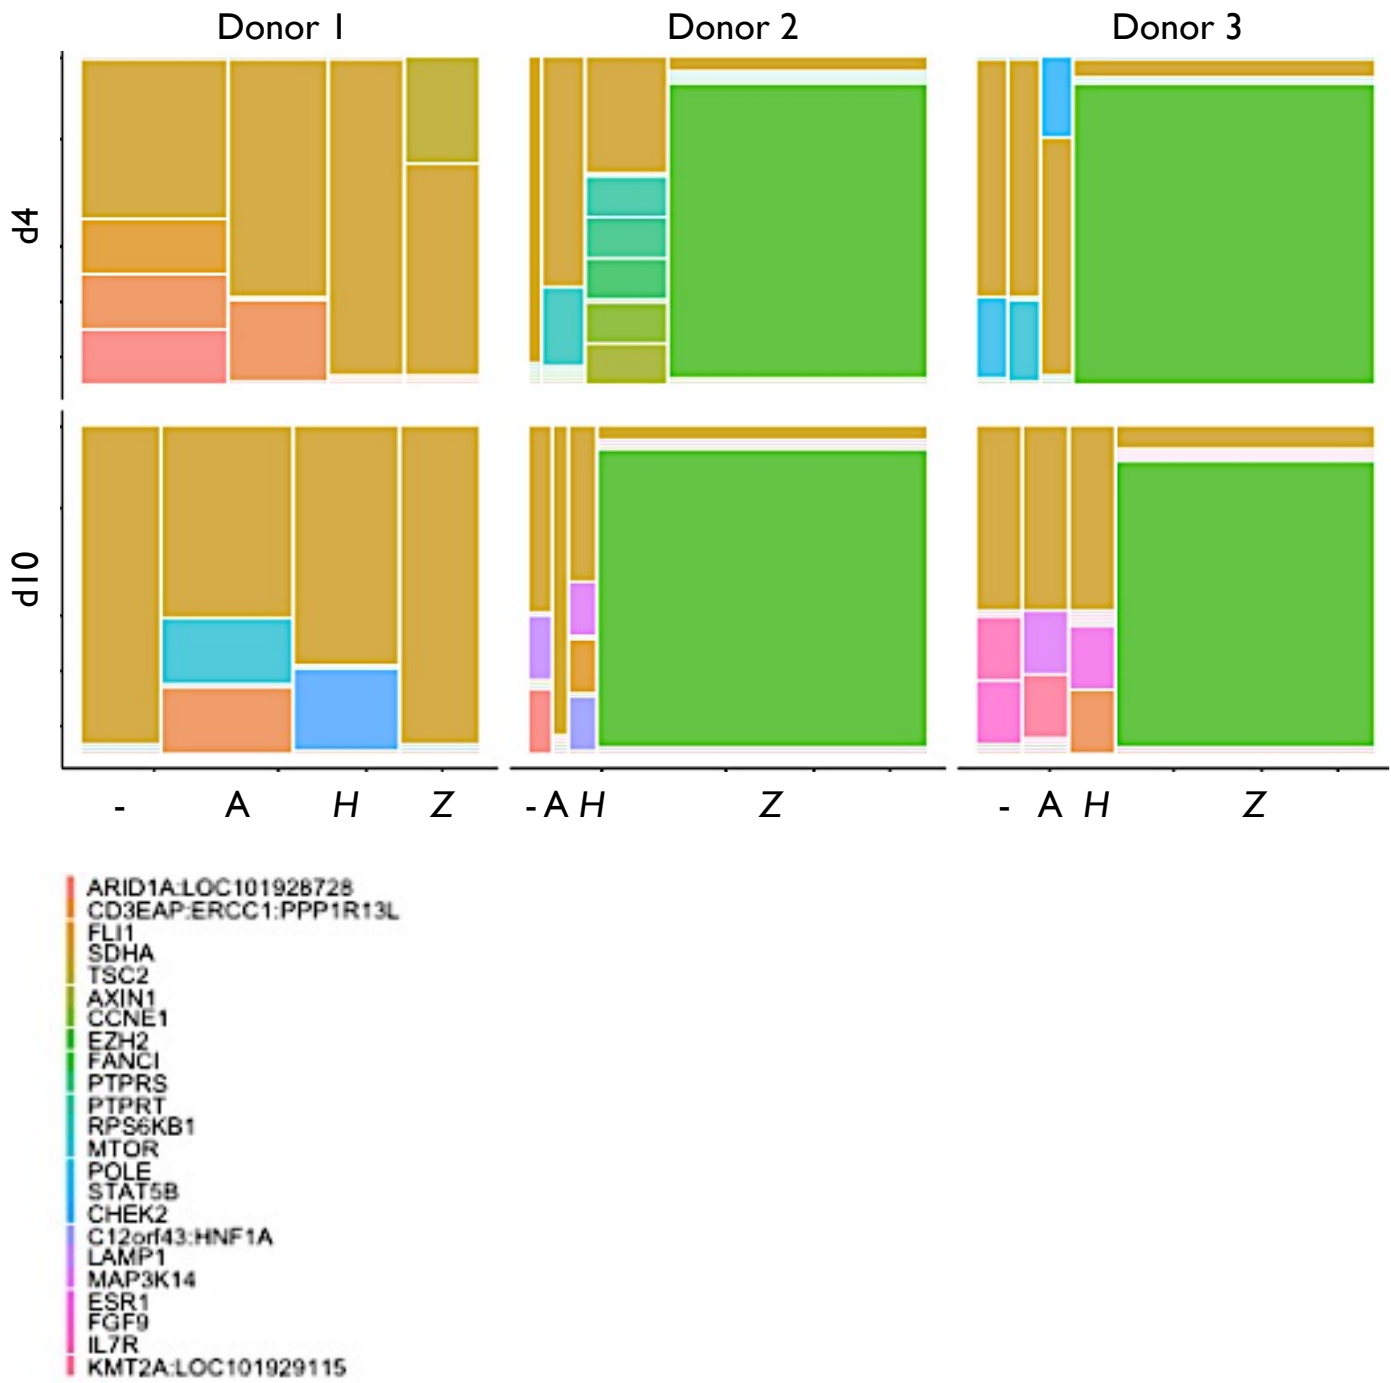 Donor 1 Donor 2 Donor 3
d4
d10
- A H Z - A H Z - A H Z
ARID1A:LOC101928728
CD3EAP:ERCC1:PPP1R13L
FLI1
SDHA
TSC2
AXIN1
CCNE1
EZH2
FANCI
PTPRS
PTPRT
RPS6KB1
MTOR
POLE
STAT5B
CHEK2
C12orf43:HNF1A
LAMP1
MAP3K14
ESR1
FGF9
IL7R
KMT2A:LOC101929115